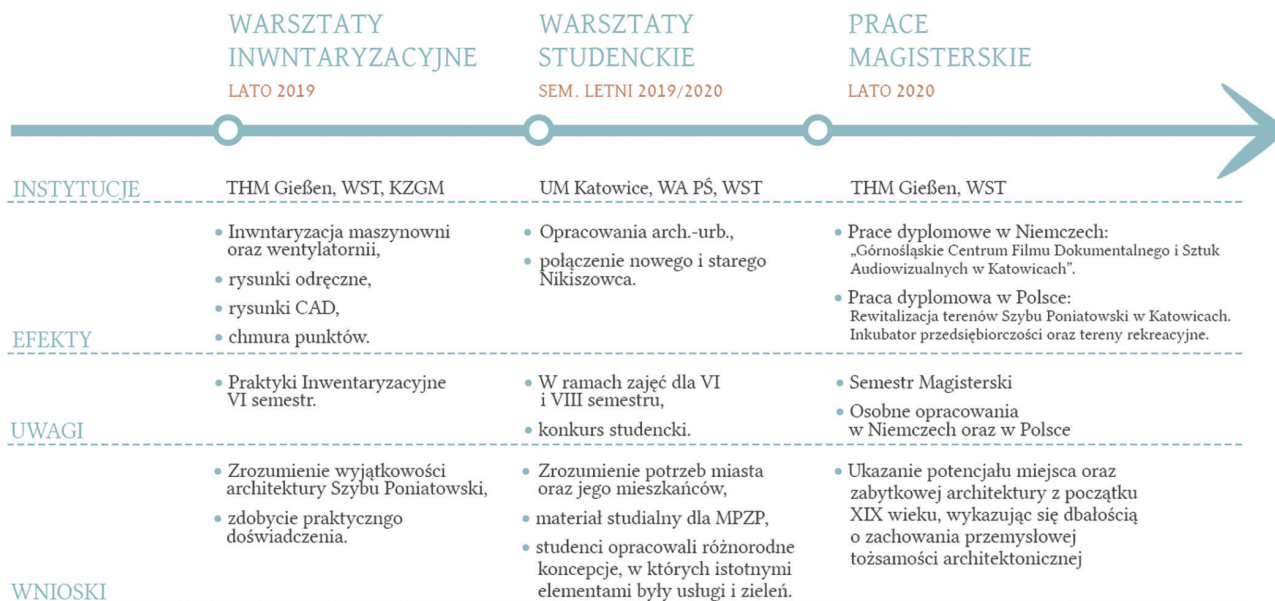 WARSZTATY
INWNTARYZACYJNE
LATO 2019
WARSZTATY
STUDENCKIE
SEM. LETNI 2019/2020
PRACE
MAGISTERSKIE
LATO 2020
INSTYTUCJE
THM Gießen, WST, KZGM
UM Katowice, WA PŚ, WST
THM Gießen, WST
EFEKTY
• Inwntaryzacja maszynowni
oraz wentylatornii,
• rysunki odręczne,
• rysunki CAD,
• chmura punktów.
• Opracowania arch.-urb.,
• połączenie nowego i starego
Nikiszowca.
• Prace dyplomowe w Niemczech:
„Górnośląskie Centrum Filmu Dokumentalnego i Sztuk
Audiowizualnych w Katowicach”.
• Praca dyplomowa w Polsce:
Rewitalizacja terenów Szybu Poniatowski w Katowicach.
Inkubator przedsiębiorczości oraz tereny rekreacyjne.
UWAGI
• Praktyki Inwentaryzacyjne
VI semestr.
• W ramach zajęć dla VI
i VIII semestru,
• konkurs studencki.
• Semestr Magisterski
• Osobne opracowania
w Niemczech oraz w Polsce
WNIOSKI
• Zrozumienie wyjątkowości
architektury Szybu Poniatowski,
• zdobycie praktyczngo
doświadczenia.
• Zrozumienie potrzeb miasta
oraz jego mieszkańców,
• materiał studialny dla MPZP,
• studenci opracowali różnorodne
koncepcje, w których istotnymi
elementami były usługi i zieleń.
• Ukazanie potencjału miejsca oraz
zabytkowej architektury z początku
XIX wieku, wykazując się dbałością
o zachowania przemysłowej
tożsamości architektonicznej